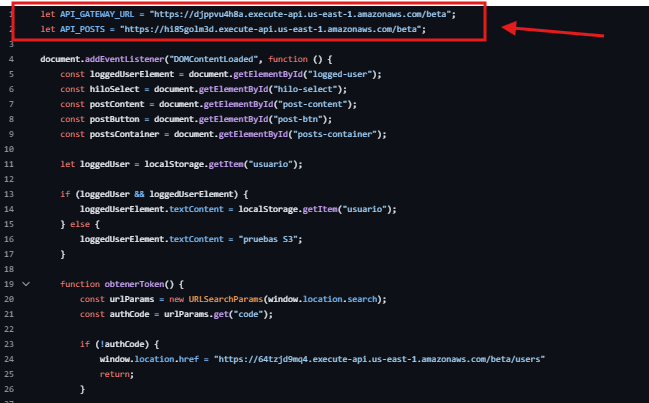 1 let API_GATEWAY_URL = "https://djppvu4h8a.execute-api.us-east-1.amazonaws.com/beta";
2 let API_POSTS = "https://hi85golm3d.execute-api.us-east-1.amazonaws.com/beta";
3
4 document.addEventListener("DOMContentLoaded", function () {
5 const loggedUserElement = document.getElementById("logged-user");
6 const hiloSelect = document.getElementById("hilo-select");
7 const postContent = document.getElementById("post-content");
8 const postButton = document.getElementById("post-btn");
9 const postsContainer = document.getElementById("posts-container");
10
11 let loggedUser = localStorage.getItem("usuario");
12
13 if (loggedUser && loggedUserElement) {
14 loggedUserElement.textContent = localStorage.getItem("usuario");
15 } else {
16 loggedUserElement.textContent = "pruebas S3";
17 }
18
19 function obtenerToken() {
20 const urlParams = new URLSearchParams(window.location.search);
21 const authCode = urlParams.get("code");
22
23 if (!authCode) {
24 window.location.href = "https://64tzjd9mq4.execute-api.us-east-1.amazonaws.com/beta/users"
25 return;
26 }
27